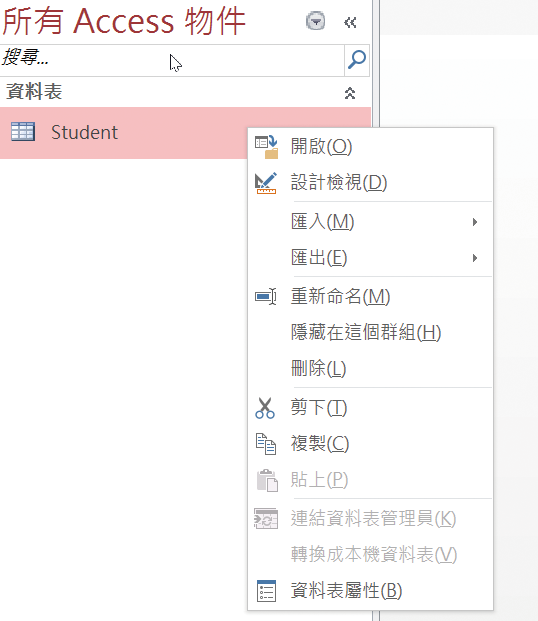 所有 Access 物件
搜尋...
資料表
Student
開啟(O)
設計檢視(D)
匯入(M)
匯出(E)
重新命名(M)
隱藏在這個群組(H)
刪除(L)
剪下(T)
複製(C)
貼上(P)
連結資料表管理員(K)
轉換成本機資料表(V)
資料表屬性(B)